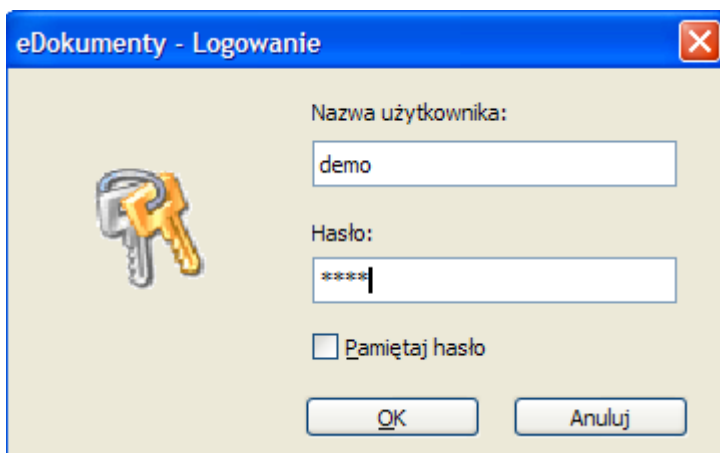 eDokumenty - Logowanie
Nazwa użytkownika:
demo
Hasło:
****
Pamiętaj hasło
OK Anuluj